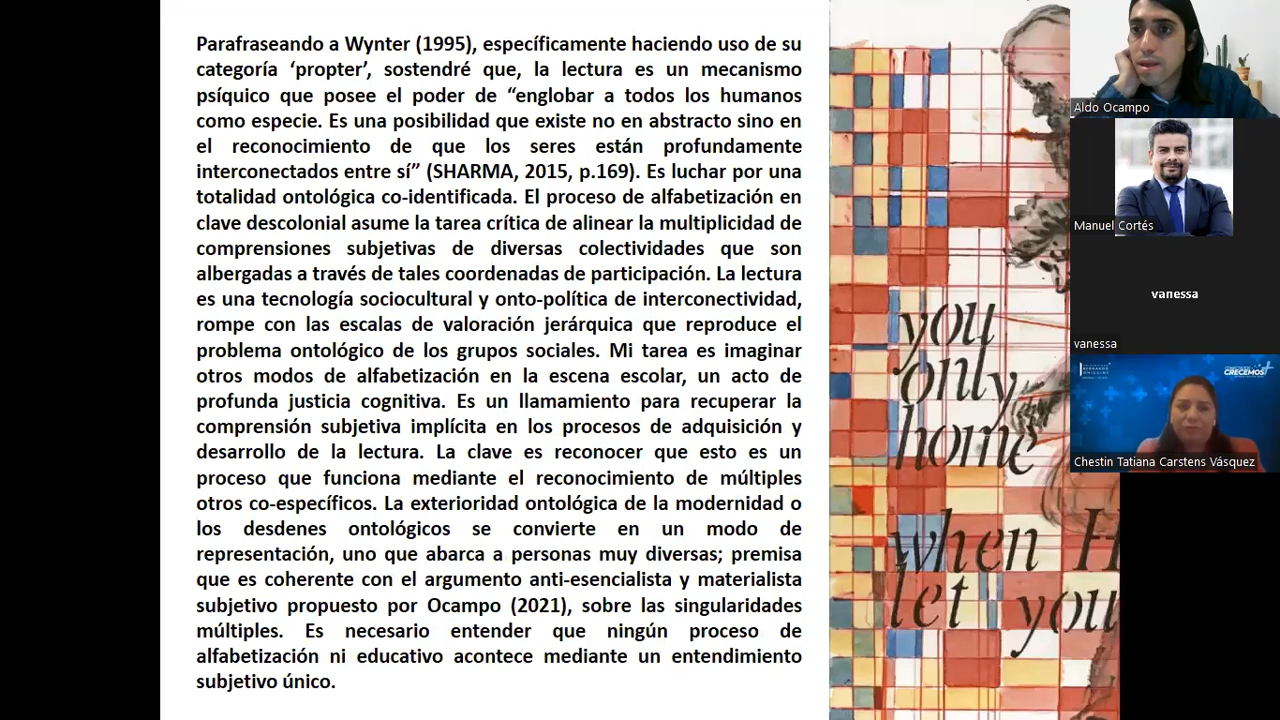 Parafraseando a Wynter (1995), específicamente haciendo uso de su
categoría ‘propter’, sostendré que, la lectura es un mecanismo
psíquico que posee el poder de “englobar a todos los humanos
como especie. Es una posibilidad que existe no en abstracto sino en
el reconocimiento de que los seres están profundamente
interconectados entre sí” (SHARMA, 2015, p.169). Es luchar por una
totalidad ontológica co-identificada. El proceso de alfabetización en
clave descolonial asume la tarea crítica de alinear la multiplicidad de
comprensiones subjetivas de diversas colectividades que son
albergadas a través de tales coordenadas de participación. La lectura
es una tecnología sociocultural y onto-política de interconectividad,
rompe con las escalas de valoración jerárquica que reproduce el
problema ontológico de los grupos sociales. Mi tarea es imaginar
otros modos de alfabetización en la escena escolar, un acto de
profunda justicia cognitiva. Es un llamamiento para recuperar la
comprensión subjetiva implícita en los procesos de adquisición y
desarrollo de la lectura. La clave es reconocer que esto es un
proceso que funciona mediante el reconocimiento de múltiples
otros co-específicos. La exterioridad ontológica de la modernidad o
los desdenes ontológicos se convierte en un modo de
representación, uno que abarca a personas muy diversas; premisa
que es coherente con el argumento anti-esencialista y materialista
subjetivo propuesto por Ocampo (2021), sobre las singularidades
múltiples. Es necesario entender que ningún proceso de
alfabetización ni educativo acontece mediante un entendimiento
subjetivo único.
you
only
home
when H
let you
Aldo Ocampo
Manuel Cortés
vanessa
vanessa
CRECEMOS
Chestin Tatiana Carstens Vásquez